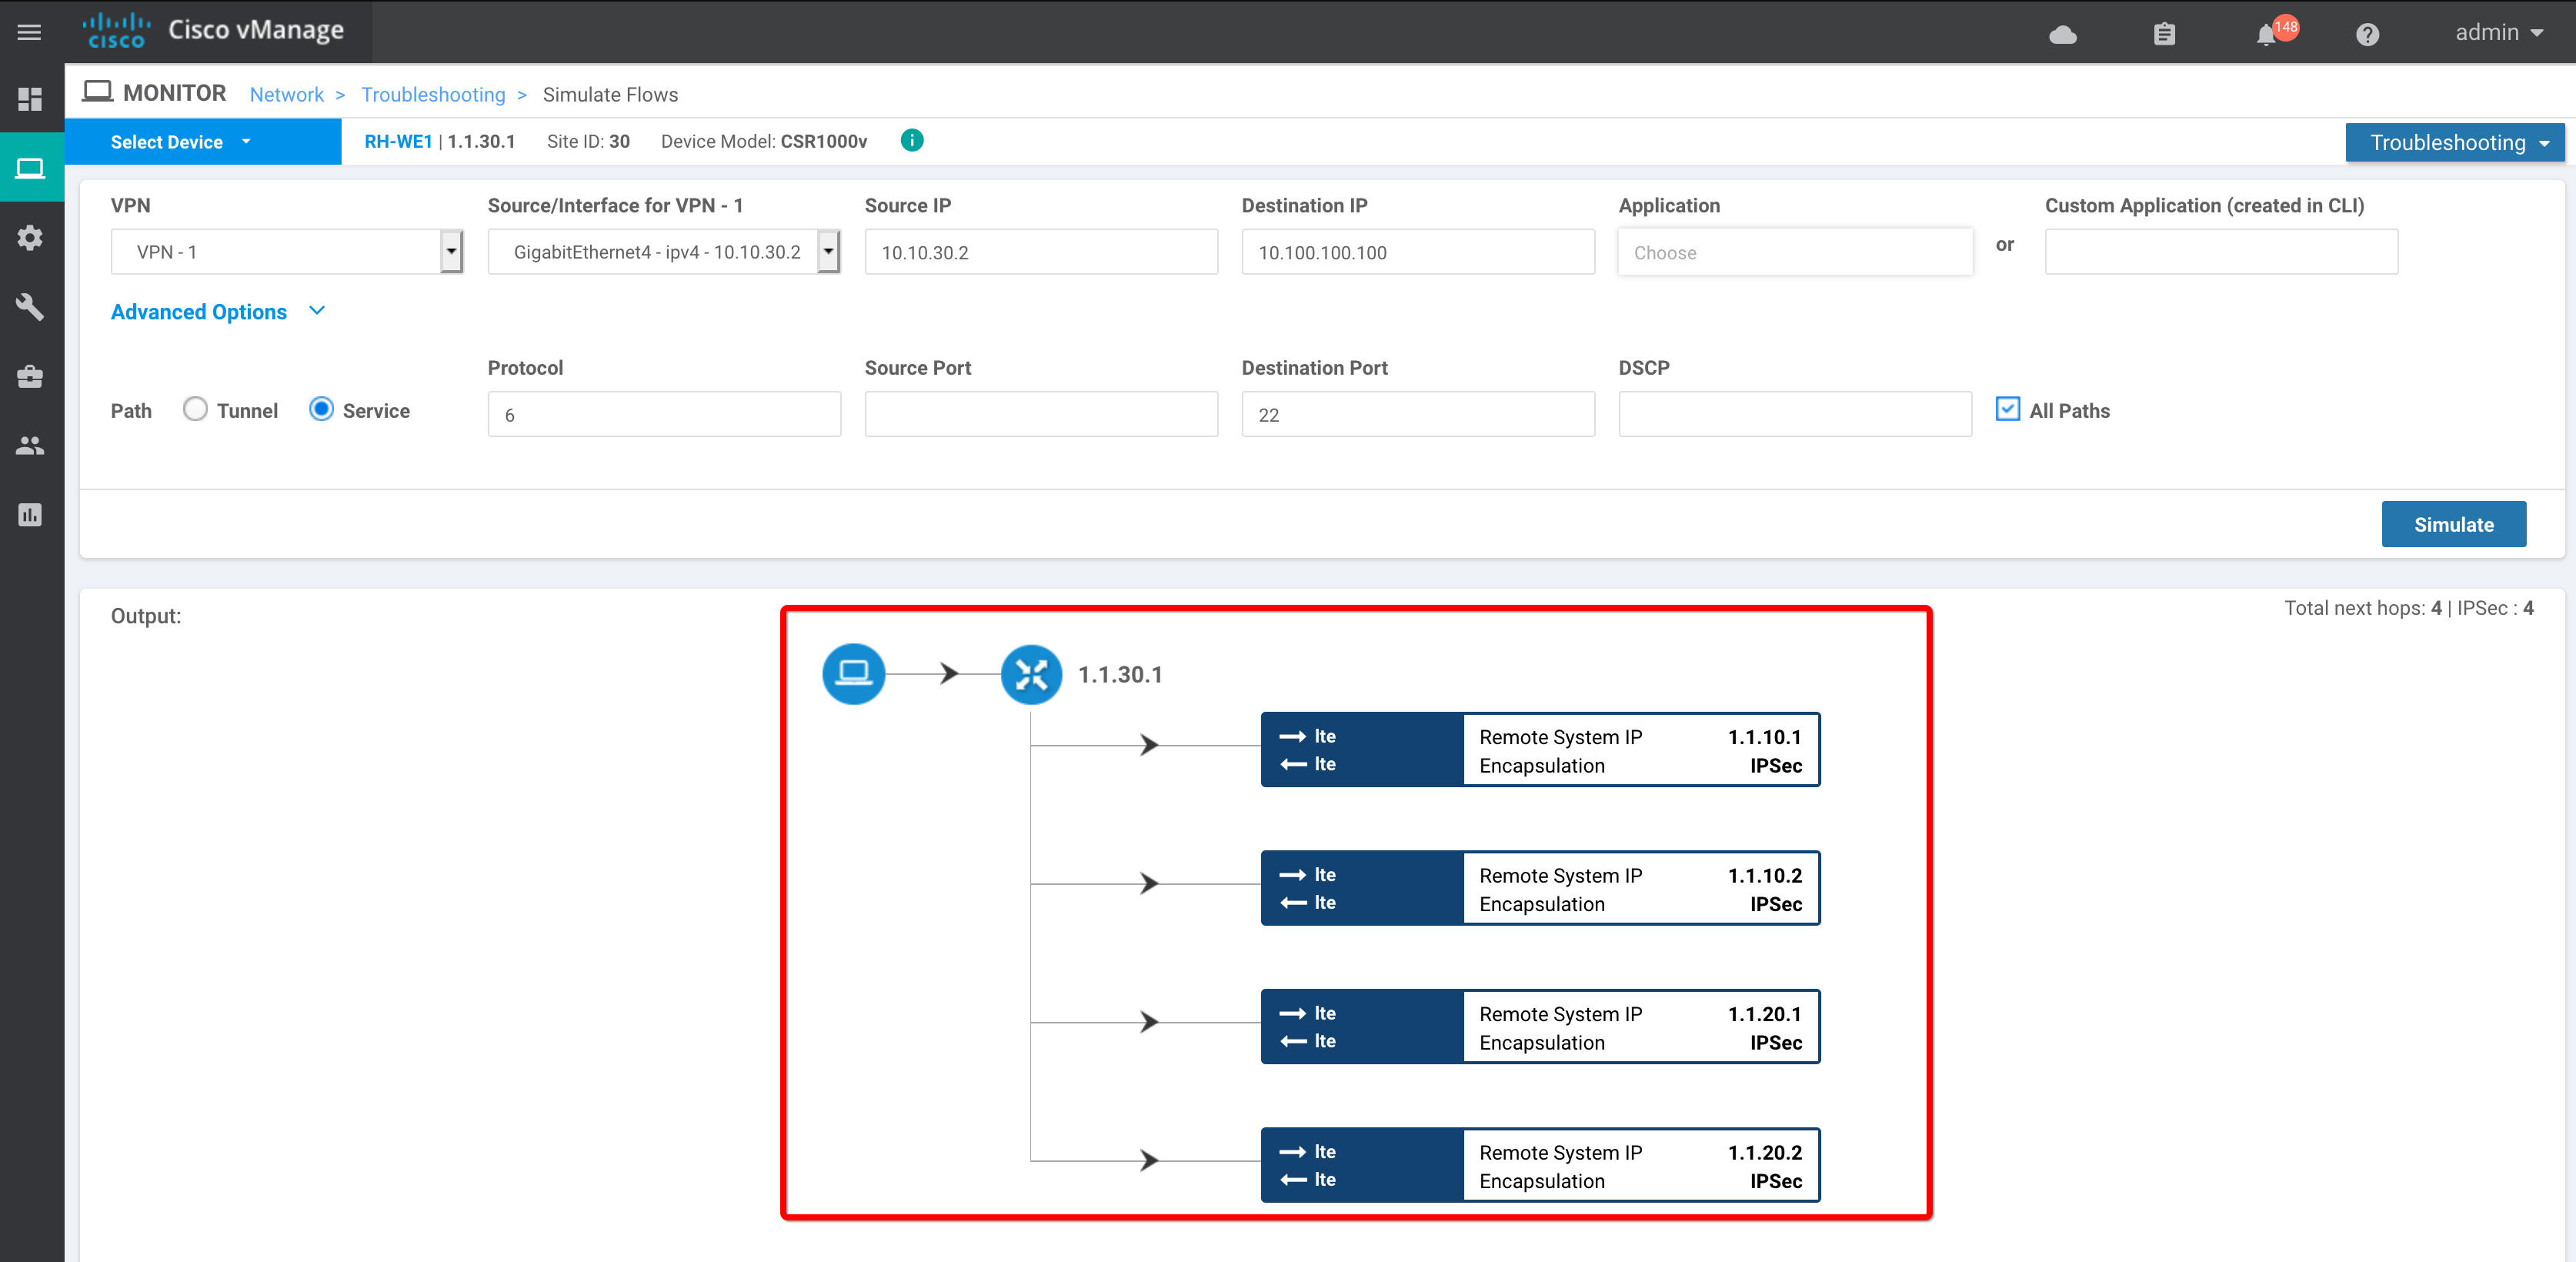 CISCO Cisco vManage 148 admin
MONITOR Network > Troubleshooting > Simulate Flows
Select Device RH-WE1 | 1.1.30.1 Site ID: 30 Device Model: CSR1000v i Troubleshooting
VPN Source/Interface for VPN - 1 Source IP Destination IP Application Custom Application (created in CLI)
VPN - 1 GigabitEthernet4 - ipv4 - 10.10.30.2 10.10.30.2 10.100.100.100 Choose or
Advanced Options
Protocol Source Port Destination Port DSCP
Path Tunnel Service 6 22 All Paths
Simulate
Output: Total next hops: 4 | IPSec : 4
1.1.30.1
lte Remote System IP 1.1.10.1
lte Encapsulation IPSec
lte Remote System IP 1.1.10.2
lte Encapsulation IPSec
lte Remote System IP 1.1.20.1
lte Encapsulation IPSec
lte Remote System IP 1.1.20.2
lte Encapsulation IPSec